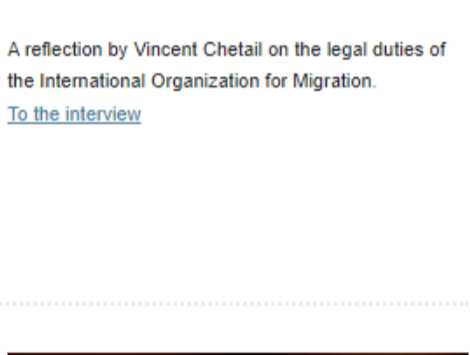 A reflection by Vincent Chetail on the legal duties of
the International Organization for Migration.
To the interview